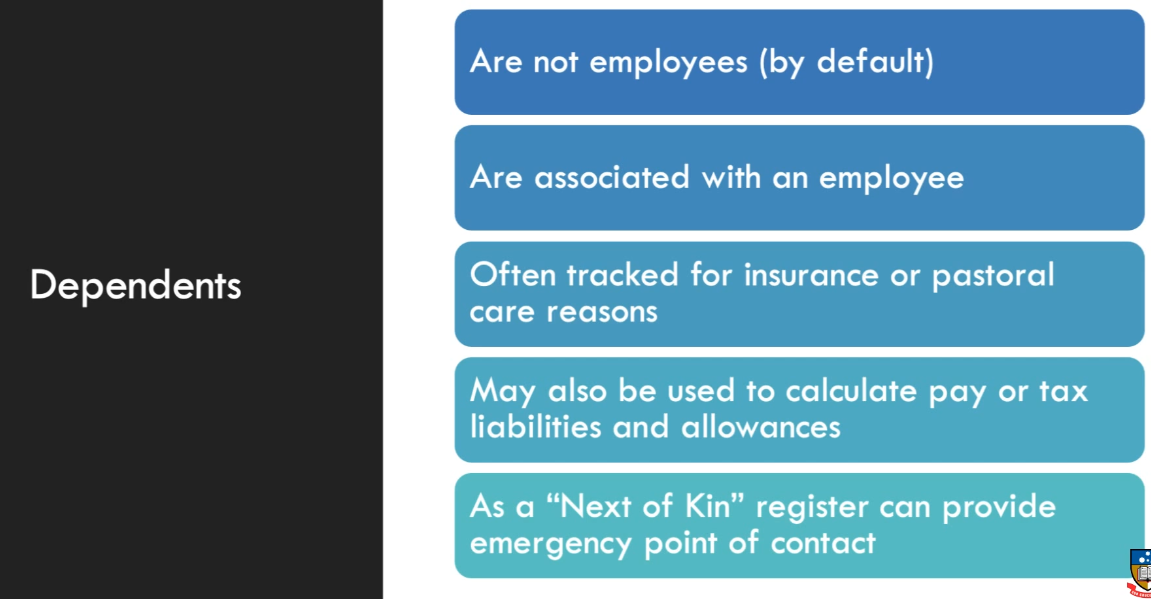 Dependents
Are not employees (by default)
Are associated with an employee
Often tracked for insurance or pastoral
care reasons
May also be used to calculate pay or tax
liabilities and allowances
As a “Next of Kin” register can provide
emergency point of contact